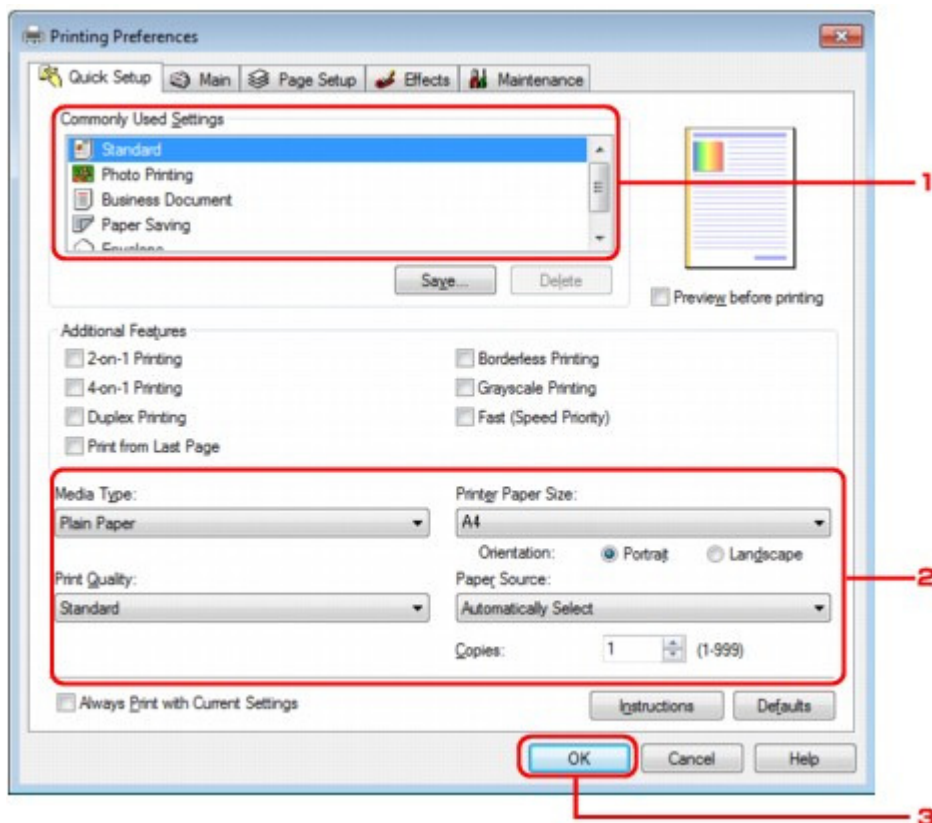 Printing Preferences
Quick Setup Main Page Setup Effects Maintenance
Commonly Used Settings
Standard
Photo Printing
Business Document
Paper Saving
Envelope
1
Save... Delete
Preview before printing
Additional Features
2-on-1 Printing Borderless Printing
4-on-1 Printing Grayscale Printing
Duplex Printing Fast (Speed Priority)
Print from Last Page
Media Type: Printer Paper Size:
Plain Paper A4
Orientation: Portrait Landscape
2
Print Quality: Paper Source:
Standard Automatically Select
Copies: 1 (1-999)
Always Print with Current Settings Instructions Defaults
OK Cancel Help
3